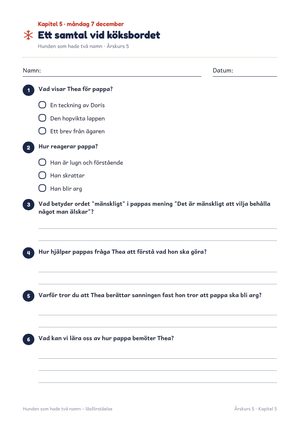 Kapitel 5 · måndag 7 december
Ett samtal vid köksbordet
Hunden som hade två namn · Årskurs 5
Namn:
Datum:
1 Vad visar Thea för pappa?
En teckning av Doris
Den hopvikta lappen
Ett brev från ägaren
2 Hur reagerar pappa?
Han är lugn och förstående
Han skrattar
Han blir arg
3 Vad betyder ordet "mänskligt" i pappas mening "Det är mänskligt att vilja behålla
något man älskar"?
4 Hur hjälper pappas fråga Thea att förstå vad hon ska göra?
5 Varför tror du att Thea berättar sanningen fast hon tror att pappa ska bli arg?
6 Vad kan vi lära oss av hur pappa bemöter Thea?
Hunden som hade två namn – läsförståelse
Årskurs 5 · Kapitel 5